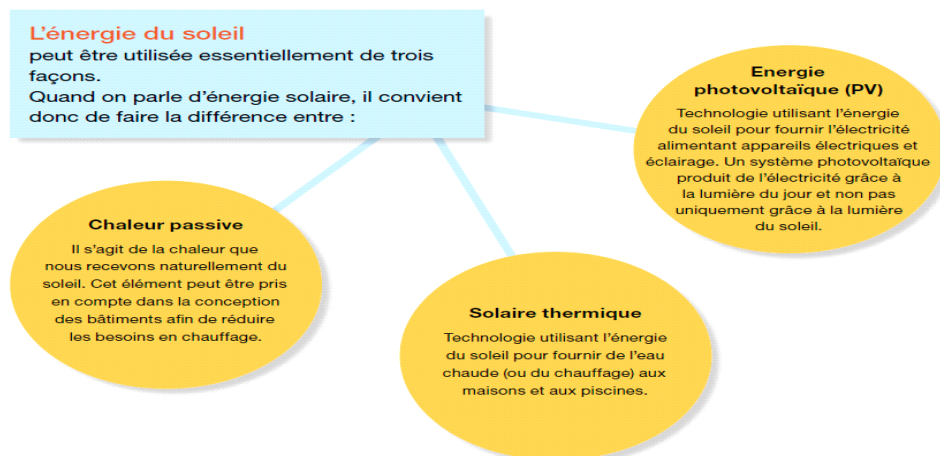 L'énergie du soleil
peut être utilisée essentiellement de trois
façons.
Quand on parle d'énergie solaire, il convient
donc de faire la différence entre :
Chaleur passive
Il s'agit de la chaleur que
nous recevons naturellement du
soleil. Cet élément peut être pris
en compte dans la conception
des bâtiments afin de réduire
les besoins en chauffage.
Solaire thermique
Technologie utilisant l'énergie
du soleil pour fournir de l'eau
chaude (ou du chauffage) aux
maisons et aux piscines.
Energie
photovoltaïque (PV)
Technologie utilisant l'énergie
du soleil pour fournir l'électricité
alimentant appareils électriques et
éclairage. Un système photovoltaïque
produit de l'électricité grâce à
la lumière du jour et non pas
uniquement grâce à la lumière
du soleil.